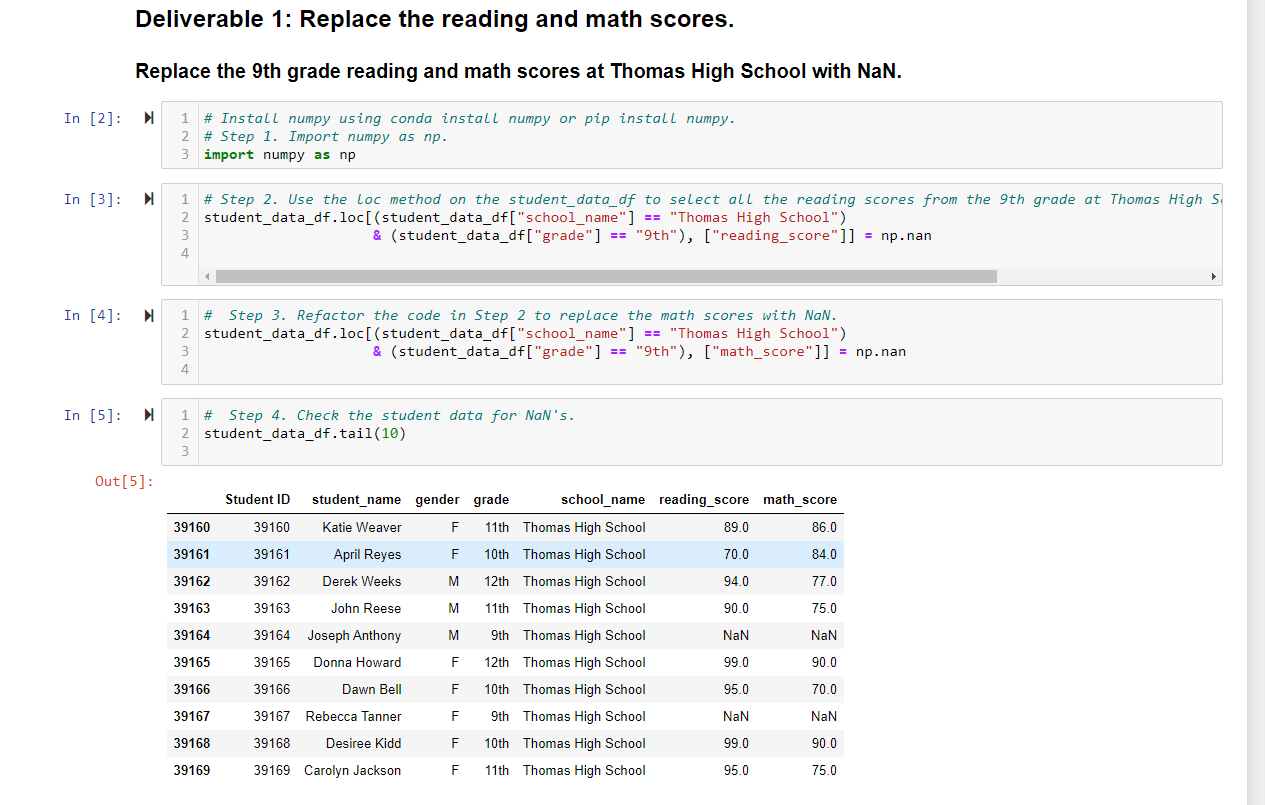 Deliverable 1: Replace the reading and math scores.
Replace the 9th grade reading and math scores at Thomas High School with NaN.
In [2]:
1 # Install numpy using conda install numpy or pip install numpy.
2 # Step 1. Import numpy as np.
3 import numpy as np
In [3]:
1 # Step 2. Use the loc method on the student_data_df to select all the reading scores from the 9th grade at Thomas High
2 student_data_df.loc[(student_data_df["school_name"] == "Thomas High School")
3 & (student_data_df["grade"] == "9th"), ["reading_score"]] = np.nan
4
In [4]:
1 #  Step 3. Refactor the code in Step 2 to replace the math scores with NaN.
2 student_data_df.loc[(student_data_df["school_name"] == "Thomas High School")
3 & (student_data_df["grade"] == "9th"), ["math_score"]] = np.nan
4
In [5]:
1 #  Step 4. Check the student data for NaN's.
2 student_data_df.tail(10)
3
Out[5]:
Student ID student_name gender grade school_name reading_score math_score
39160 39160 Katie Weaver F 11th Thomas High School 89.0 86.0
39161 39161 April Reyes F 10th Thomas High School 70.0 84.0
39162 39162 Derek Weeks M 12th Thomas High School 94.0 77.0
39163 39163 John Reese M 11th Thomas High School 90.0 75.0
39164 39164 Joseph Anthony M 9th Thomas High School NaN NaN
39165 39165 Donna Howard F 12th Thomas High School 99.0 90.0
39166 39166 Dawn Bell F 10th Thomas High School 95.0 70.0
39167 39167 Rebecca Tanner F 9th Thomas High School NaN NaN
39168 39168 Desiree Kidd F 10th Thomas High School 99.0 90.0
39169 39169 Carolyn Jackson F 11th Thomas High School 95.0 75.0